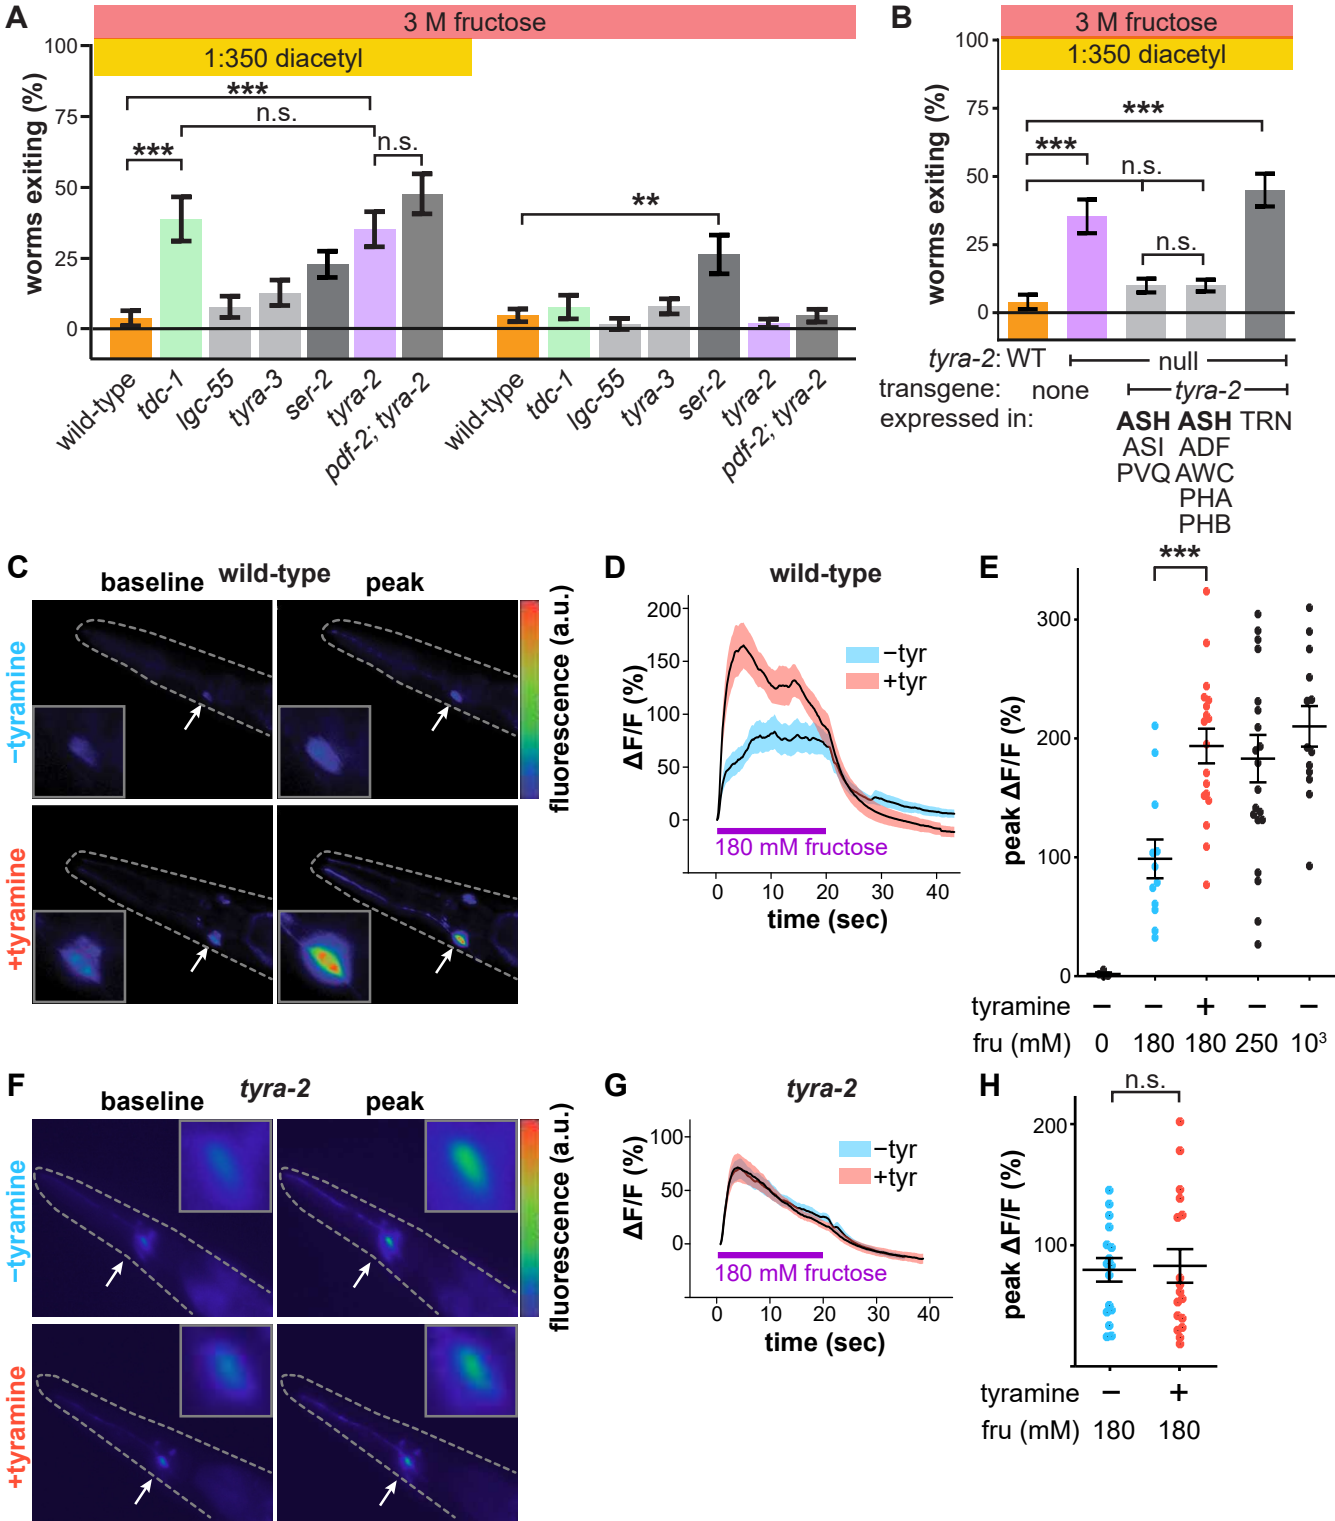 A
3 M fructose
1:350 diacetyl
worms exiting (%)
100
75
50
25
0
***
n.s.
***
n.s.
**
wild-type
tdc-1
lgc-55
tyra-3
ser-2
tyra-2
pdf-2; tyra-2
wild-type
tdc-1
lgc-55
tyra-3
ser-2
tyra-2
pdf-2; tyra-2
B
3 M fructose
1:350 diacetyl
worms exiting (%)
100
75
50
25
0
***
***
n.s.
n.s.
tyra-2: WT null
transgene: none tyra-2
expressed in: ASH ASH TRN
ASI ADF
PVQ AWC
PHA
PHB
C
wild-type
baseline peak
−tyramine
+tyramine
fluorescence (a.u.)
D
wild-type
ΔF/F (%)
200
150
100
50
0
−tyr
+tyr
180 mM fructose
0 10 20 30 40
time (sec)
E
***
peak ΔF/F (%)
300
200
100
0
tyramine − − + − −
fru (mM) 0 180 180 250 10³
F
tyra-2
baseline peak
−tyramine
+tyramine
fluorescence (a.u.)
G
tyra-2
ΔF/F (%)
100
50
0
−tyr
+tyr
180 mM fructose
0 10 20 30 40
time (sec)
H
n.s.
peak ΔF/F (%)
200
100
tyramine − +
fru (mM) 180 180